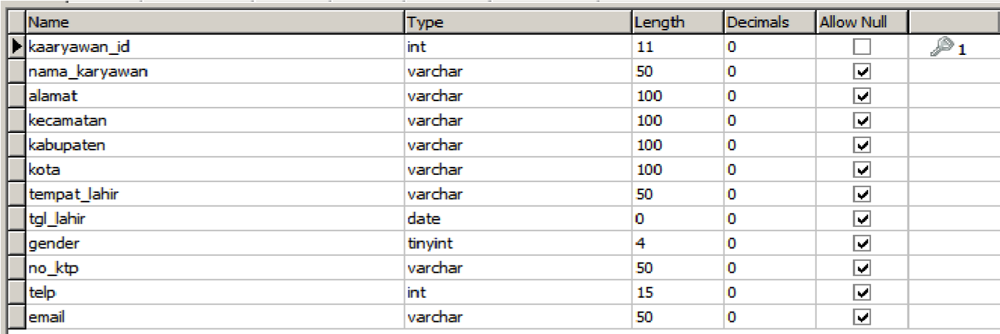 Name Type Length Decimals Allow Null
kaaryawan_id int 11 0 1
nama_karyawan varchar 50 0
alamat varchar 100 0
kecamatan varchar 100 0
kabupaten varchar 100 0
kota varchar 100 0
tempat_lahir varchar 50 0
tgl_lahir date 0 0
gender tinyint 4 0
no_ktp varchar 50 0
telp int 15 0
email varchar 50 0